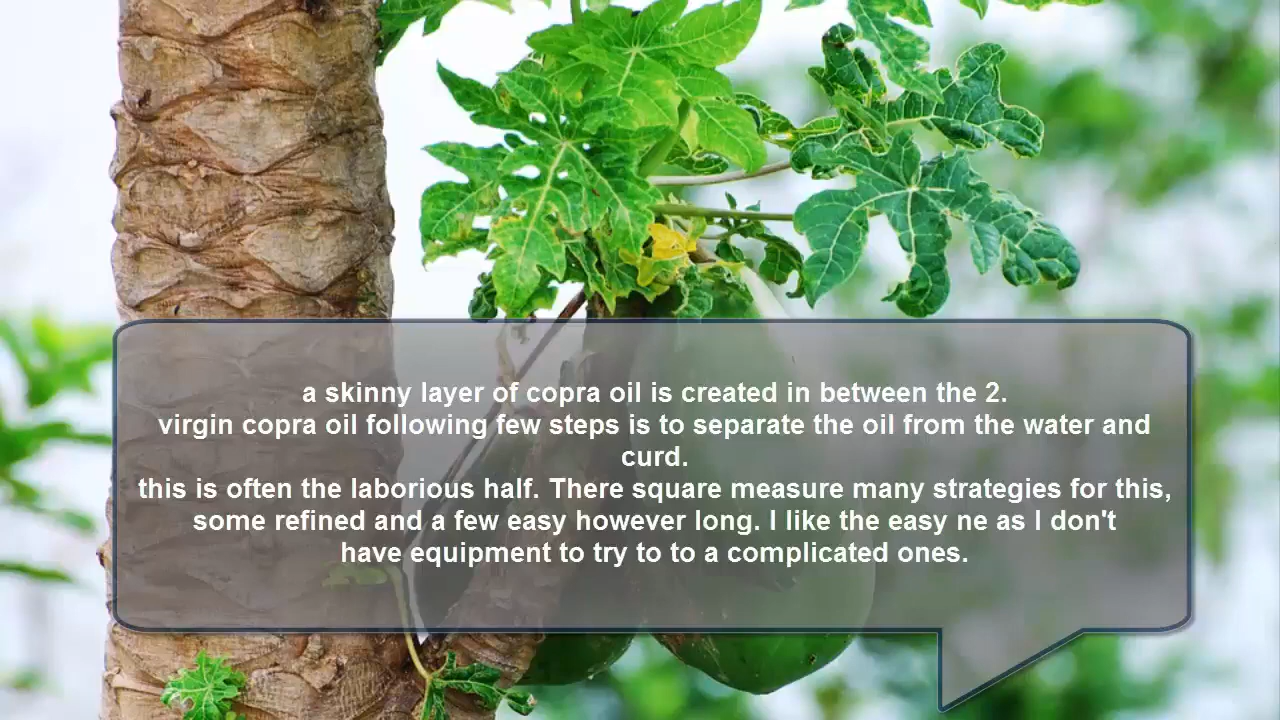 a skinny layer of copra oil is created in between the 2.
virgin copra oil following few steps is to separate the oil from the water and
curd.
this is often the laborious half. There square measure many strategies for this,
some refined and a few easy however long. I like the easy ne as I don't
have equipment to try to to a complicated ones.